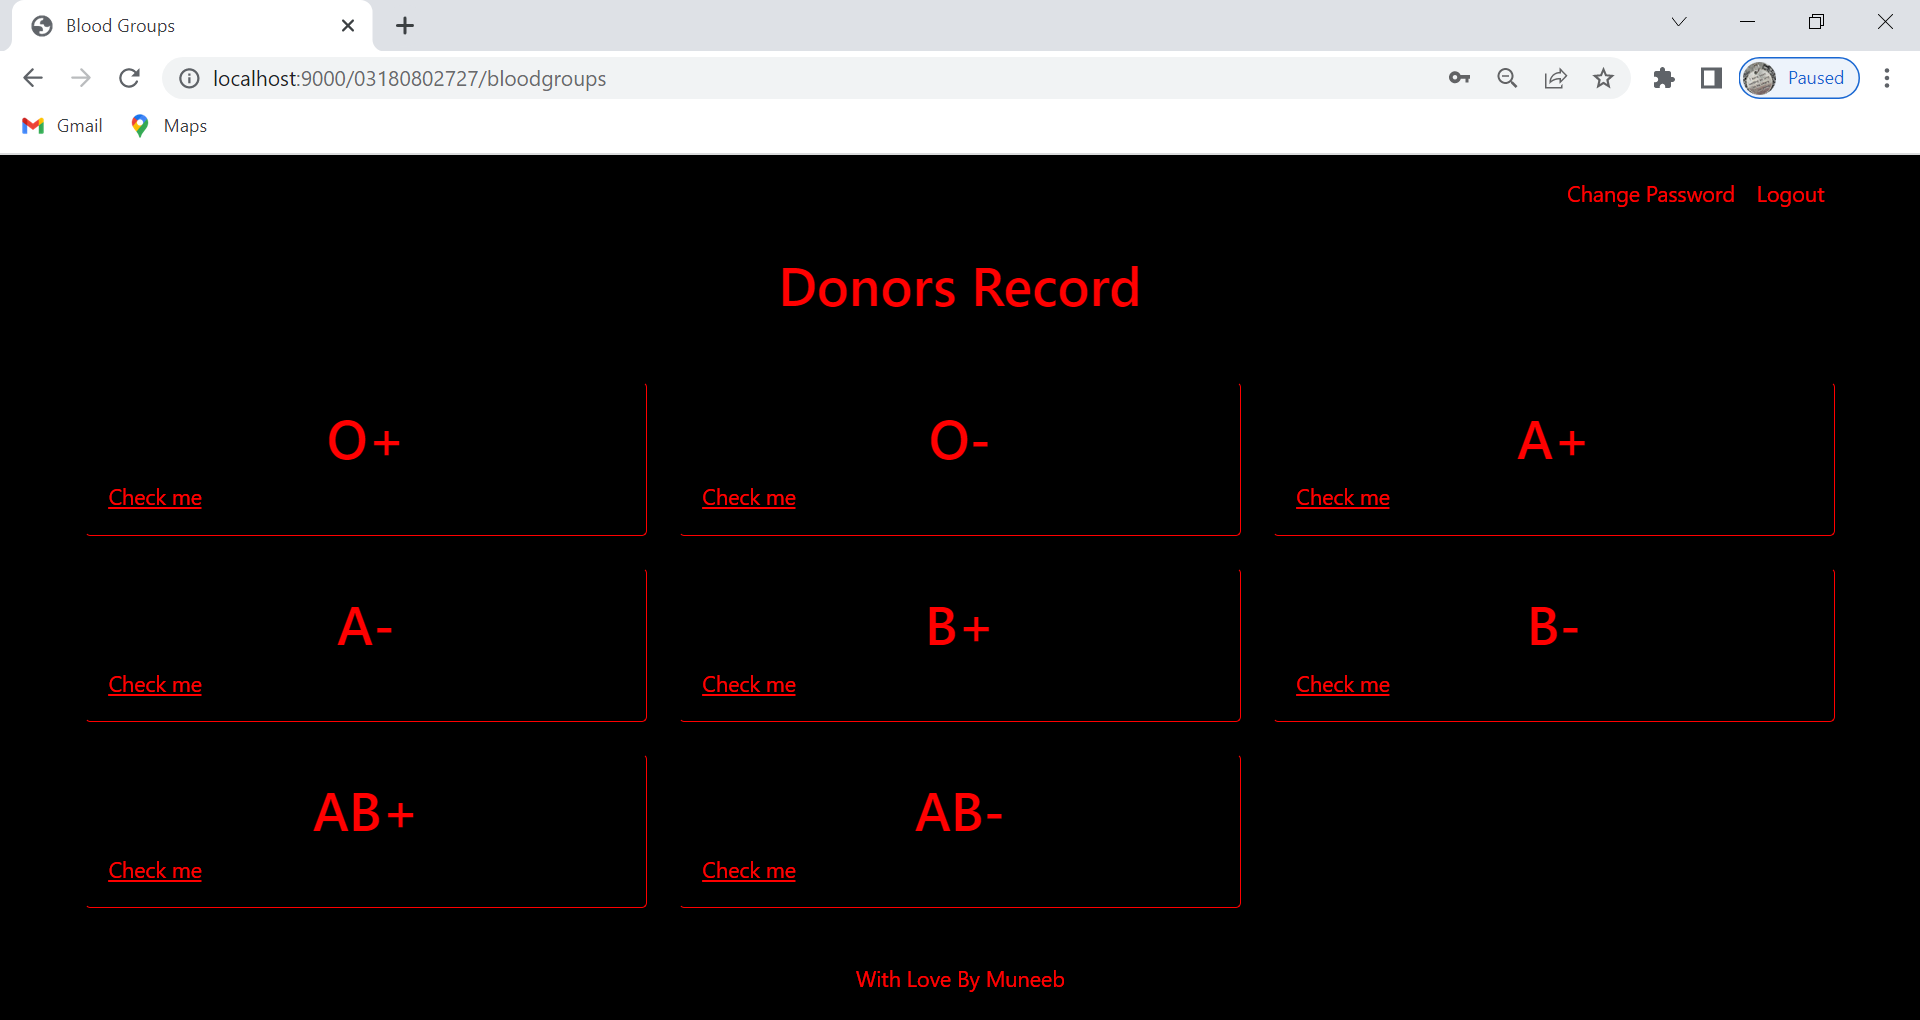 Blood Groups
localhost:9000/03180802727/bloodgroups
Paused
Gmail Maps
Change Password Logout
Donors Record
O+ O- A+
Check me Check me Check me
A- B+ B-
Check me Check me Check me
AB+ AB-
Check me Check me
With Love By Muneeb